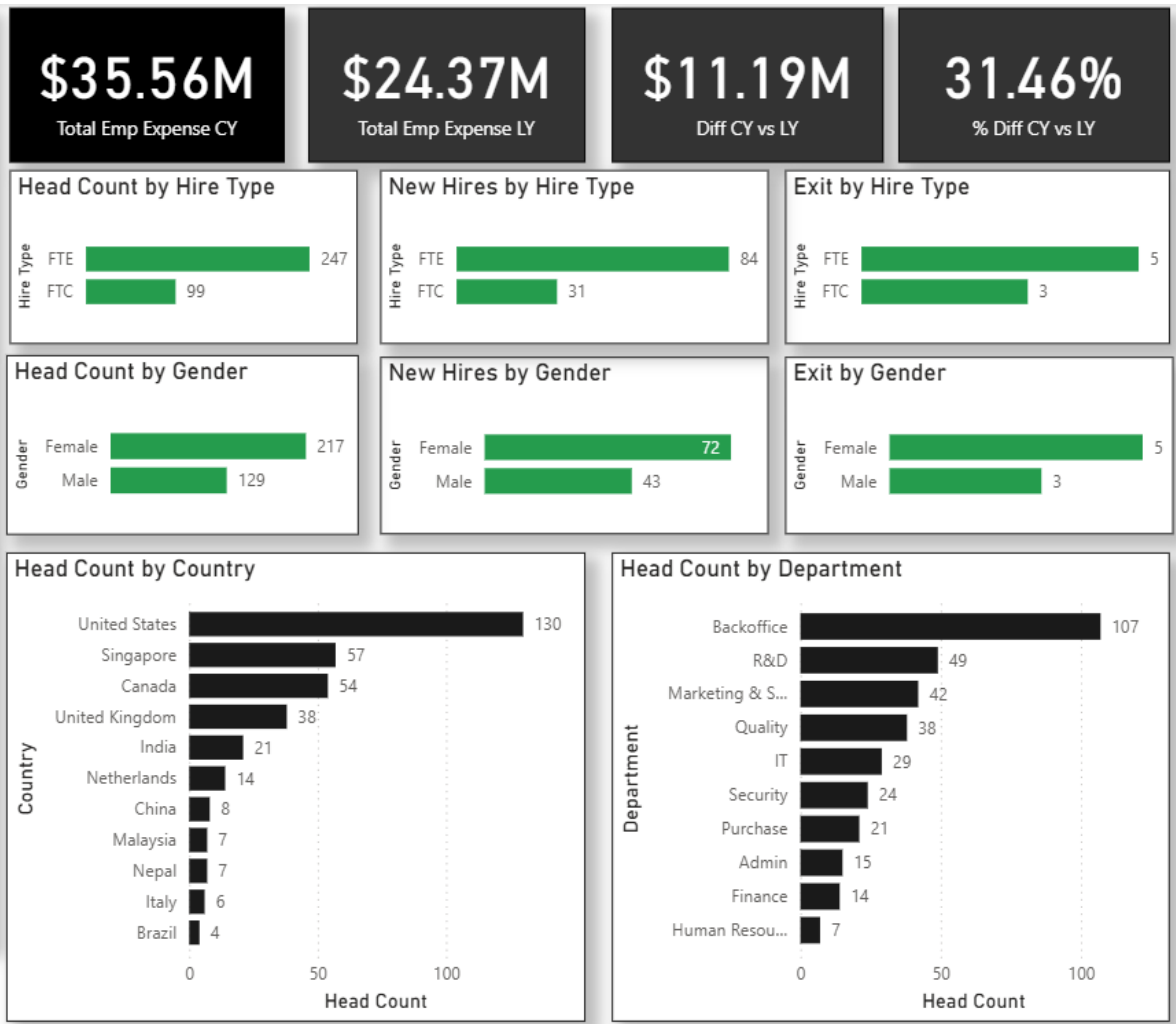 $35.56M
Total Emp Expense CY
$24.37M
Total Emp Expense LY
$11.19M
Diff CY vs LY
31.46%
% Diff CY vs LY
Head Count by Hire Type
Hire Type
FTE 247
FTC 99
New Hires by Hire Type
Hire Type
FTE 84
FTC 31
Exit by Hire Type
Hire Type
FTE 5
FTC 3
Head Count by Gender
Gender
Female 217
Male 129
New Hires by Gender
Gender
Female 72
Male 43
Exit by Gender
Gender
Female 5
Male 3
Head Count by Country
Country
United States 130
Singapore 57
Canada 54
United Kingdom 38
India 21
Netherlands 14
China 8
Malaysia 7
Nepal 7
Italy 6
Brazil 4
0 50 100
Head Count
Head Count by Department
Department
Backoffice 107
R&D 49
Marketing & S... 42
Quality 38
IT 29
Security 24
Purchase 21
Admin 15
Finance 14
Human Resou... 7
0 50 100
Head Count